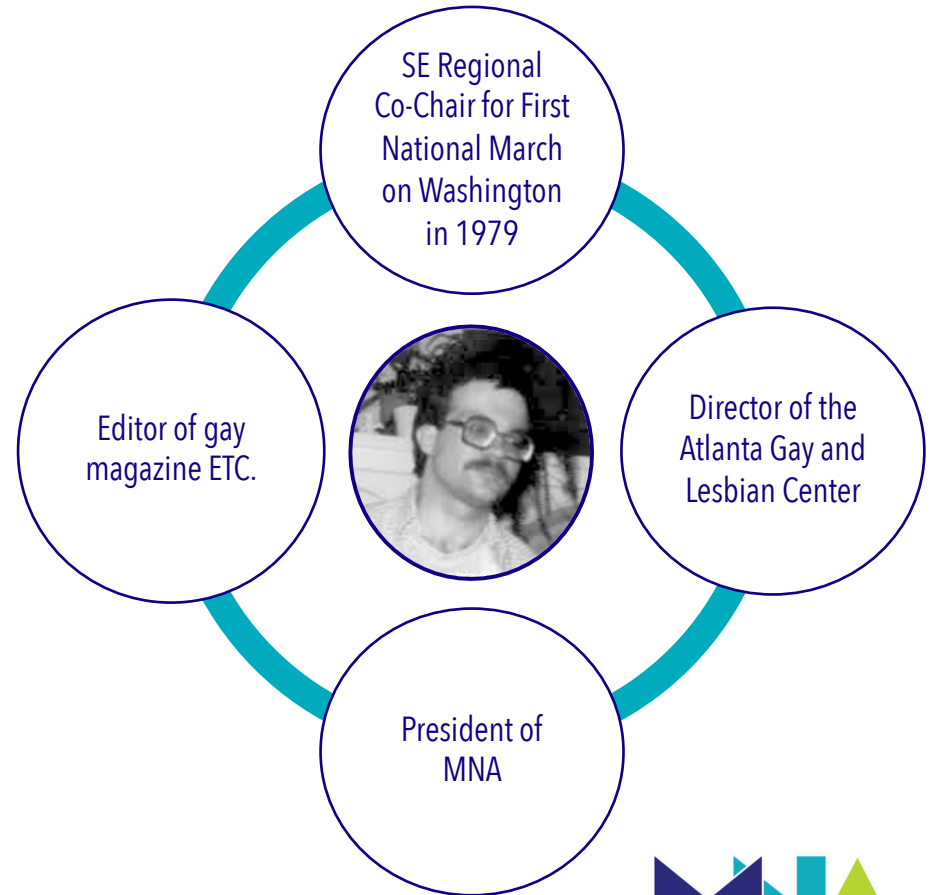 SE Regional
Co-Chair for First
National March
on Washington
in 1979
Editor of gay
magazine ETC.
Director of the
Atlanta Gay and
Lesbian Center
President of
MNA